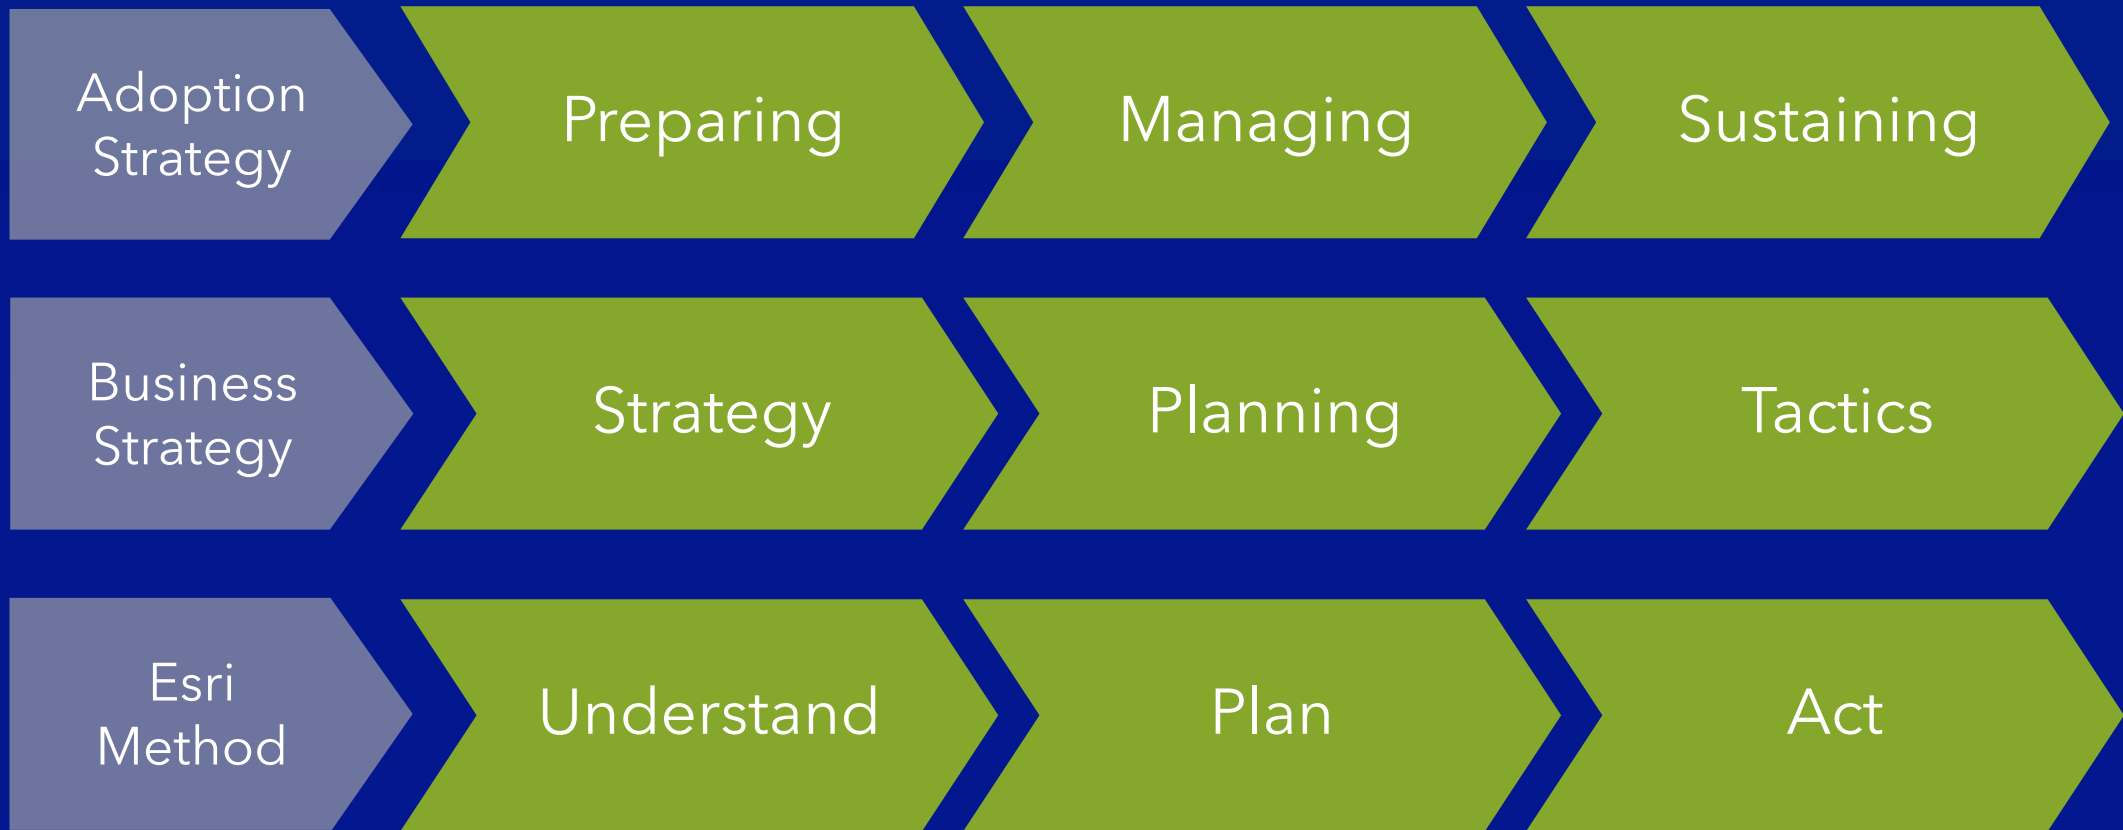 Adoption
Strategy
Preparing
Managing
Sustaining
Business
Strategy
Strategy
Planning
Tactics
Esri
Method
Understand
Plan
Act